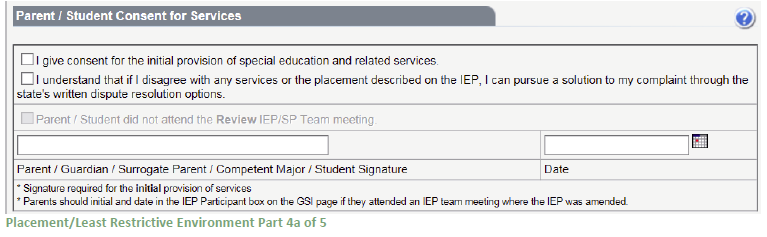 Parent / Student Consent for Services
?
I give consent for the initial provision of special education and related services.
I understand that if I disagree with any services or the placement described on the IEP, I can pursue a solution to my complaint through the
state's written dispute resolution options.
Parent / Student did not attend the Review IEP/SP Team meeting.
Parent / Guardian / Surrogate Parent / Competent Major / Student Signature Date
* Signature required for the initial provision of services
* Parents should initial and date in the IEP Participant box on the GSI page if they attended an IEP team meeting where the IEP was amended.
Placement/Least Restrictive Environment Part 4a of 5